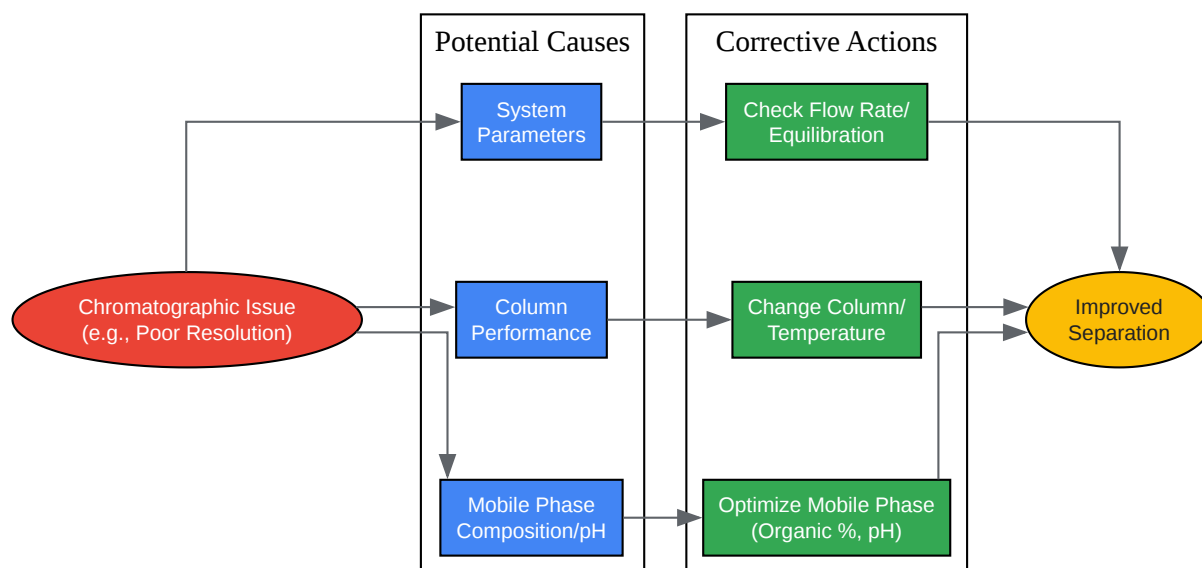 Potential Causes
Corrective Actions
System
Parameters
Check Flow Rate/
Equilibration
Chromatographic Issue
(e.g., Poor Resolution)
Column
Performance
Change Column/
Temperature
Improved
Separation
Mobile Phase
Composition/pH
Optimize Mobile Phase
(Organic %, pH)